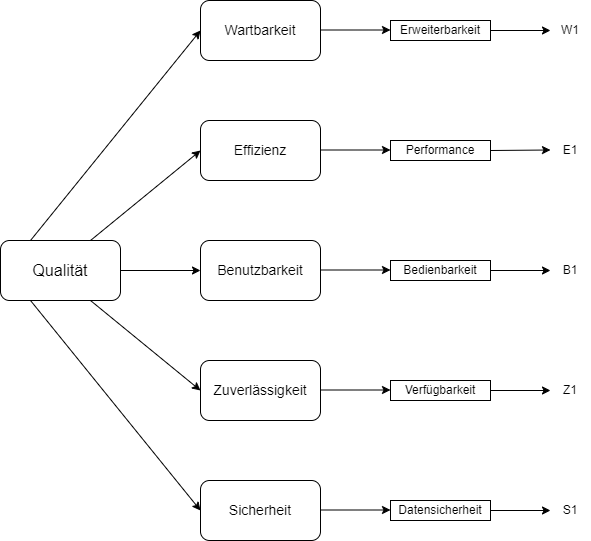 Wartbarkeit
Erweiterbarkeit
W1
Effizienz
Performance
E1
Qualität
Benutzbarkeit
Bedienbarkeit
B1
Zuverlässigkeit
Verfügbarkeit
Z1
Sicherheit
Datensicherheit
S1